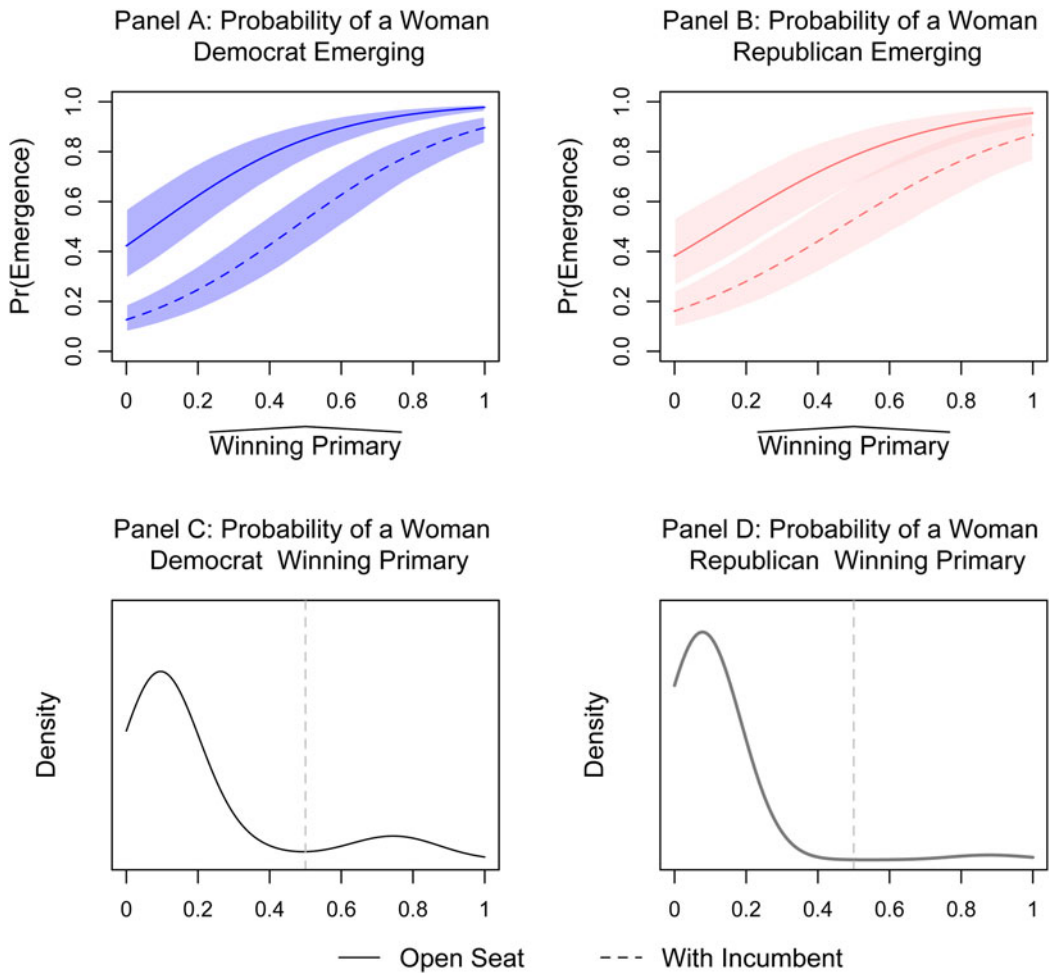 Panel A: Probability of a Woman
Democrat Emerging
Pr(Emergence)
1.0
0.8
0.6
0.4
0.2
0.0
0 0.2 0.4 0.6 0.8 1
Winning Primary
Panel B: Probability of a Woman
Republican Emerging
Pr(Emergence)
1.0
0.8
0.6
0.4
0.2
0.0
0 0.2 0.4 0.6 0.8 1
Winning Primary
Panel C: Probability of a Woman
Democrat Winning Primary
Density
0 0.2 0.4 0.6 0.8 1
Panel D: Probability of a Woman
Republican Winning Primary
Density
0 0.2 0.4 0.6 0.8 1
Open Seat With Incumbent